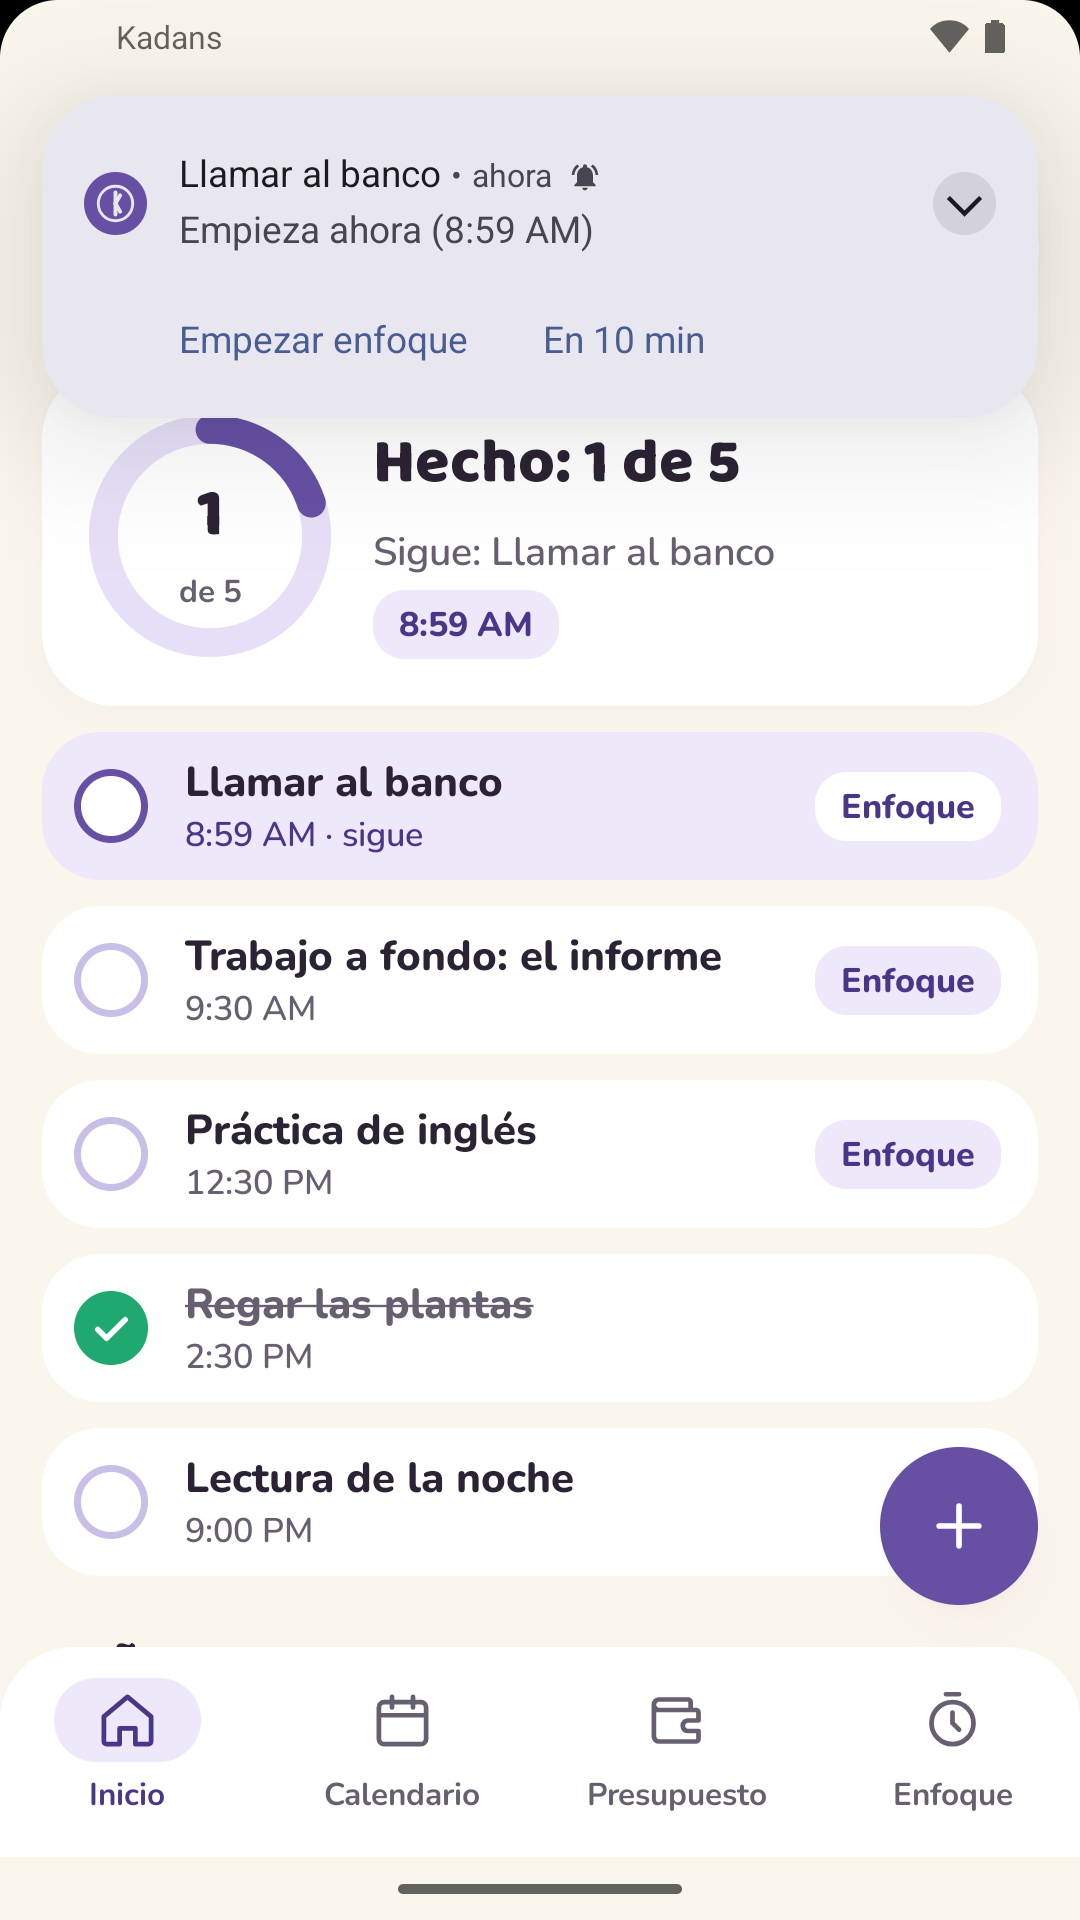 Kadans
Llamar al banco • ahora
Empieza ahora (8:59 AM)
Empezar enfoque En 10 min
Hecho: 1 de 5
1
de 5
Sigue: Llamar al banco
8:59 AM
Llamar al banco
8:59 AM · sigue
Enfoque
Trabajo a fondo: el informe
9:30 AM
Enfoque
Práctica de inglés
12:30 PM
Enfoque
Regar las plantas
2:30 PM
Lectura de la noche
9:00 PM
Inicio
Calendario
Presupuesto
Enfoque